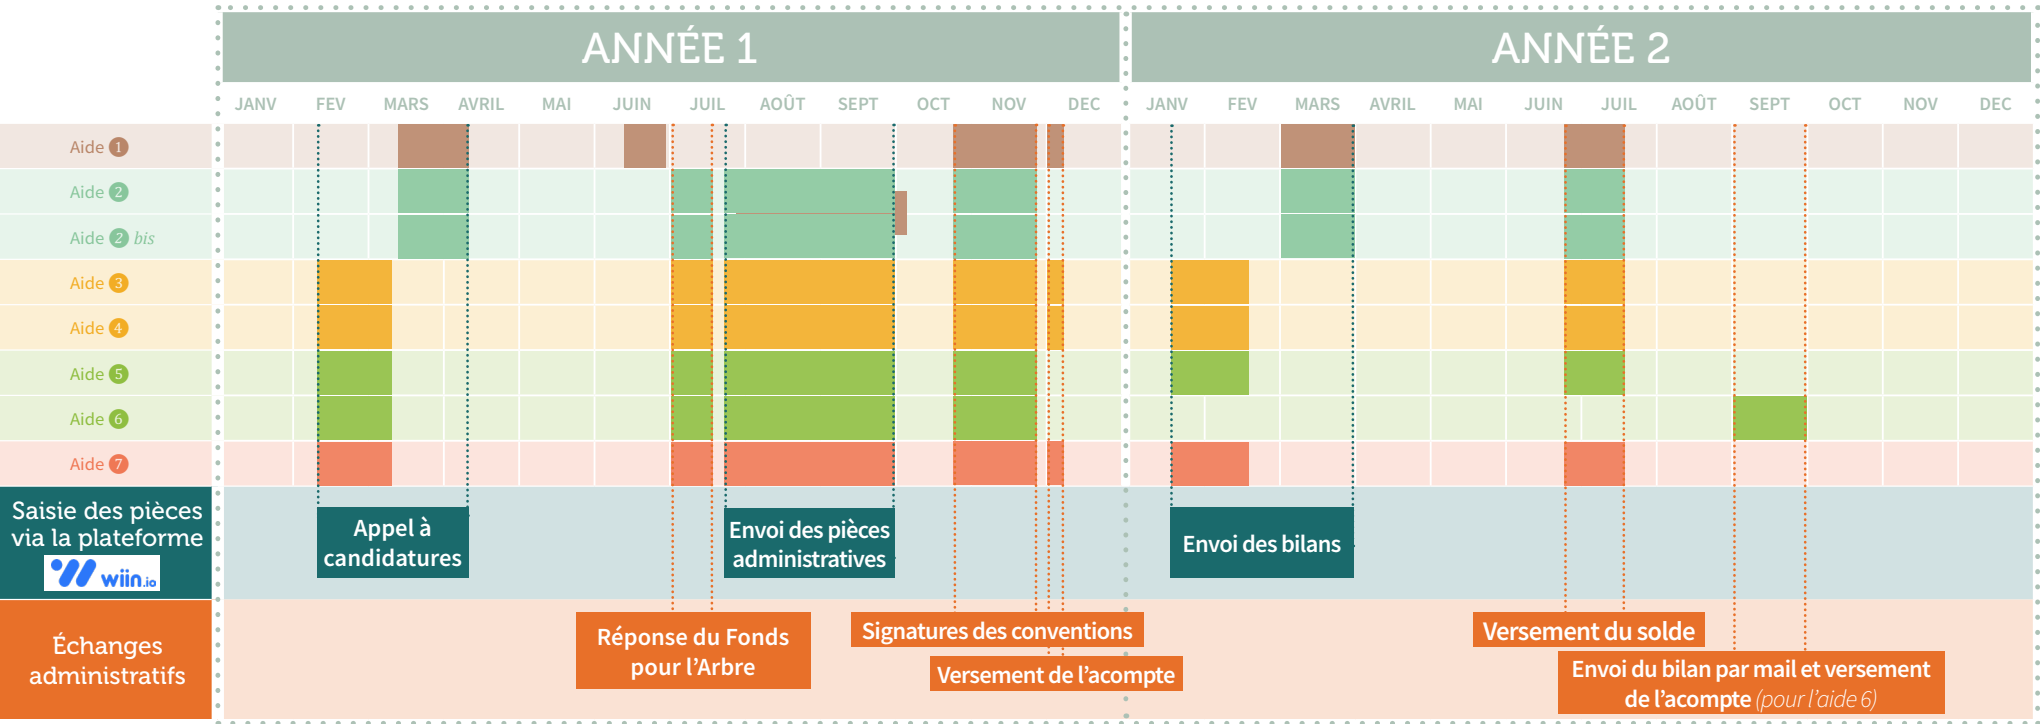 ANNÉE 1
ANNÉE 2
JANV FEV MARS AVRIL MAI JUIN JUIL AOÛT SEPT OCT NOV DEC
JANV FEV MARS AVRIL MAI JUIN JUIL AOÛT SEPT OCT NOV DEC
Aide 1
Aide 2
Aide 2 bis
Aide 3
Aide 4
Aide 5
Aide 6
Aide 7
Saisie des pièces
via la plateforme
wiin.io
Appel à
candidatures
Envoi des pièces
administratives
Envoi des bilans
Échanges
administratifs
Réponse du Fonds
pour l'Arbre
Signatures des conventions
Versement de l'acompte
Versement du solde
Envoi du bilan par mail et versement
de l'acompte (pour l'aide 6)